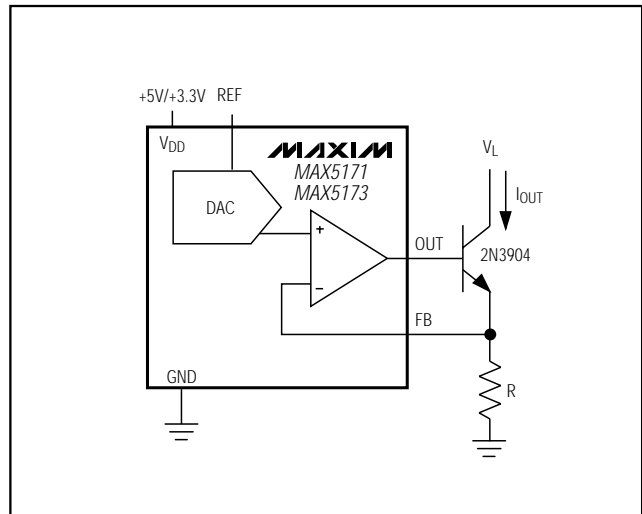 +5V/+3.3V REF
VDD
MAXIM
MAX5171
MAX5173
DAC
+
−
OUT
FB
GND
VL
IOUT
2N3904
R